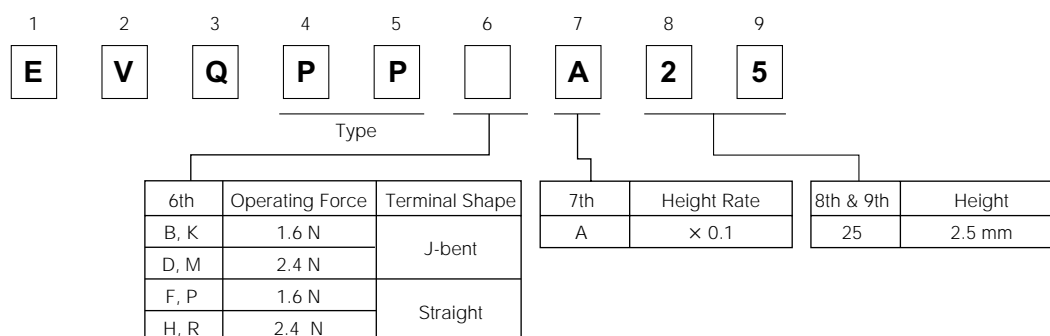 1 2 3 4 5 6 7 8 9
E V Q P P A 2 5
Type
6th Operating Force Terminal Shape
B, K 1.6 N J-bent
D, M 2.4 N
F, P 1.6 N Straight
H, R 2.4 N
7th Height Rate
A × 0.1
8th & 9th Height
25 2.5 mm